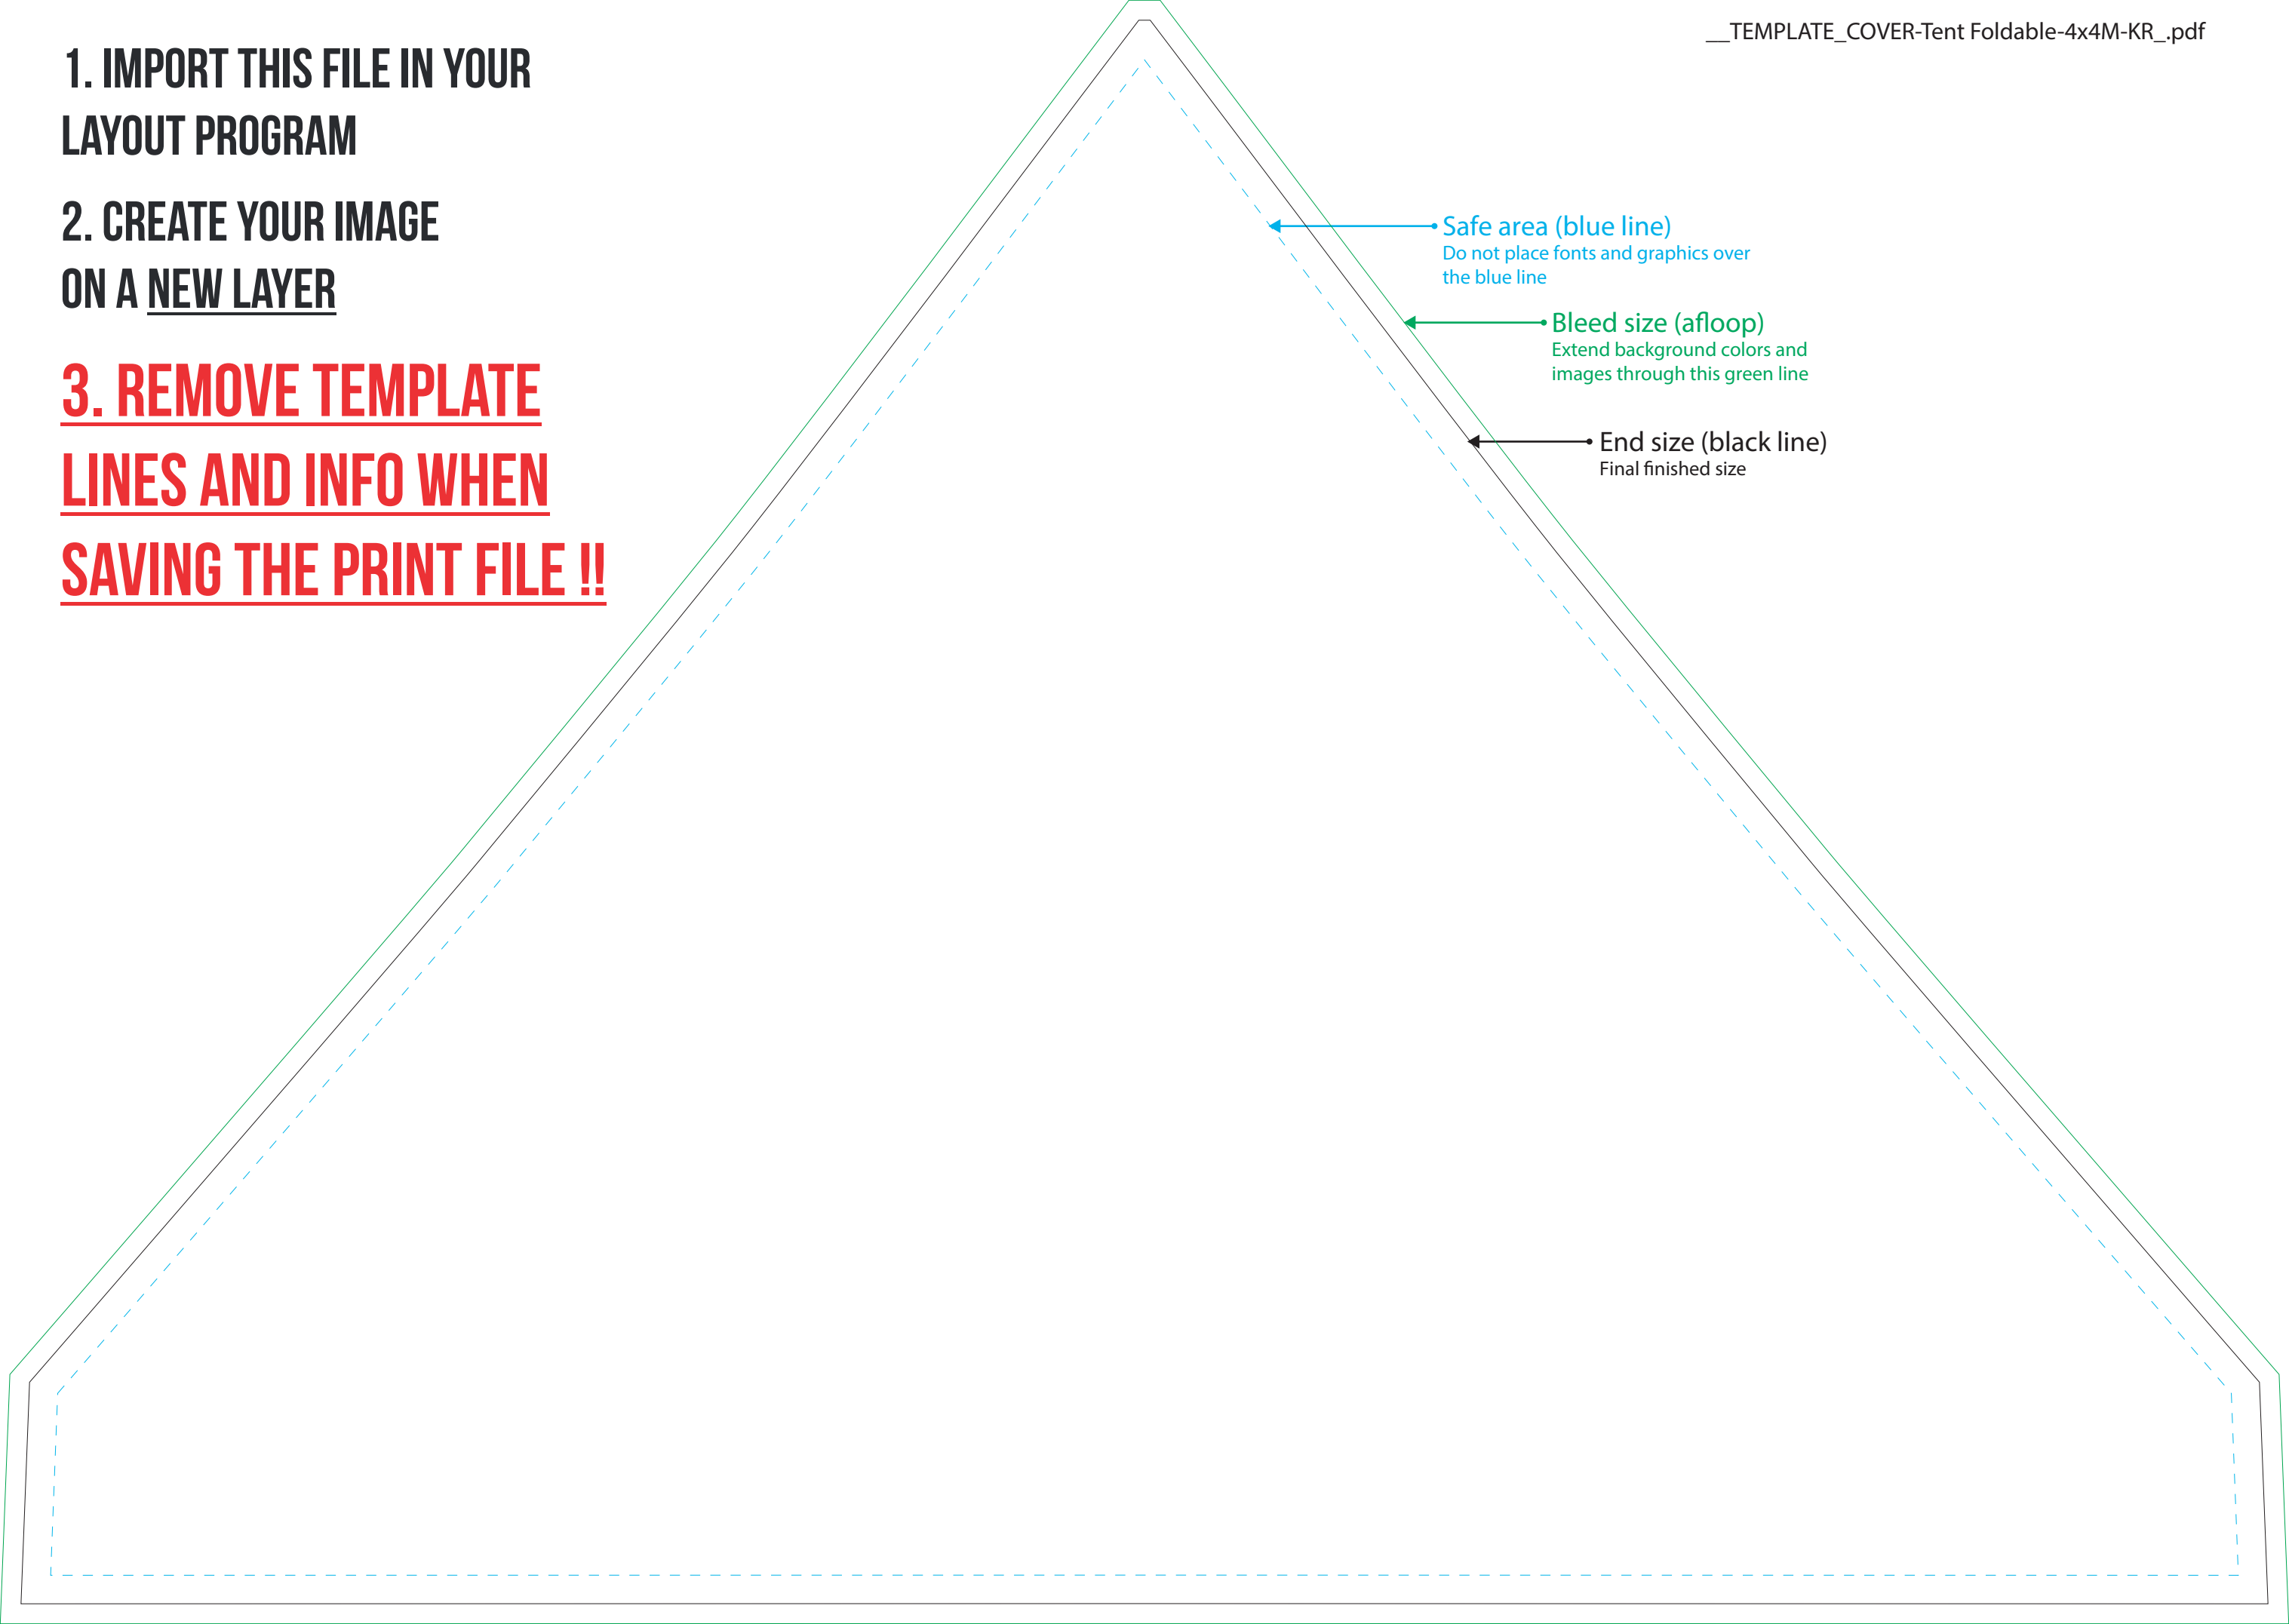 1. IMPORT THIS FILE IN YOUR
LAYOUT PROGRAM
2. CREATE YOUR IMAGE
ON A NEW LAYER
3. REMOVE TEMPLATE
LINES AND INFO WHEN
SAVING THE PRINT FILE !!
__TEMPLATE_COVER-Tent Foldable-4x4M-KR_.pdf
Safe area (blue line)
Do not place fonts and graphics over
the blue line
Bleed size (afloop)
Extend background colors and
images through this green line
End size (black line)
Final finished size